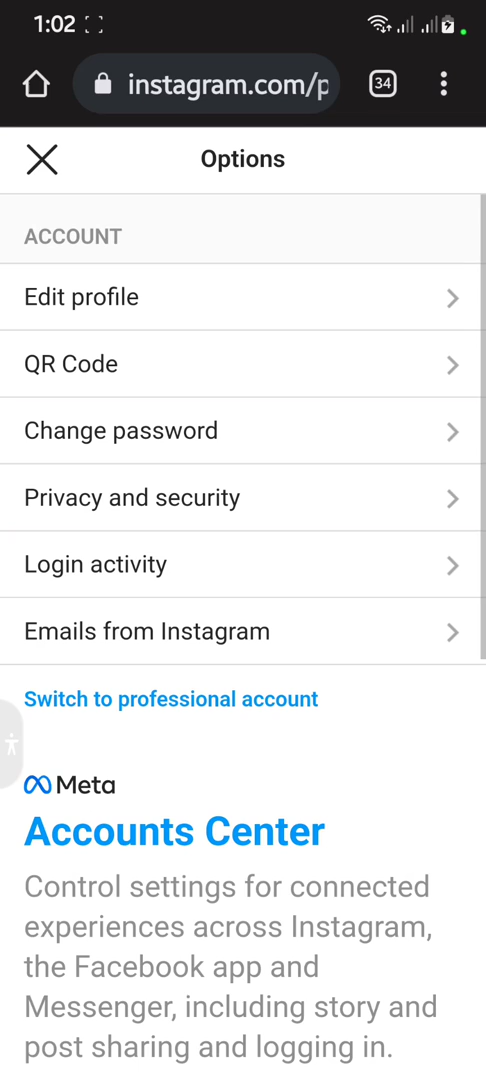 1:02
instagram.com/p
34
Options
ACCOUNT
Edit profile
QR Code
Change password
Privacy and security
Login activity
Emails from Instagram
Switch to professional account
Meta
Accounts Center
Control settings for connected
experiences across Instagram,
the Facebook app and
Messenger, including story and
post sharing and logging in.